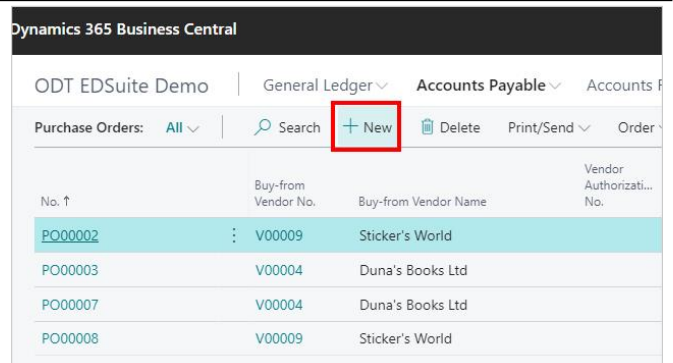 Dynamics 365 Business Central
ODT EDSuite Demo General Ledger Accounts Payable Accounts
Purchase Orders: All Search + New Delete Print/Send Order
No. ↑ Buy-from Vendor No. Buy-from Vendor Name Vendor Authorizati... No.
PO00002 V00009 Sticker's World
PO00003 V00004 Duna's Books Ltd
PO00007 V00004 Duna's Books Ltd
PO00008 V00009 Sticker's World